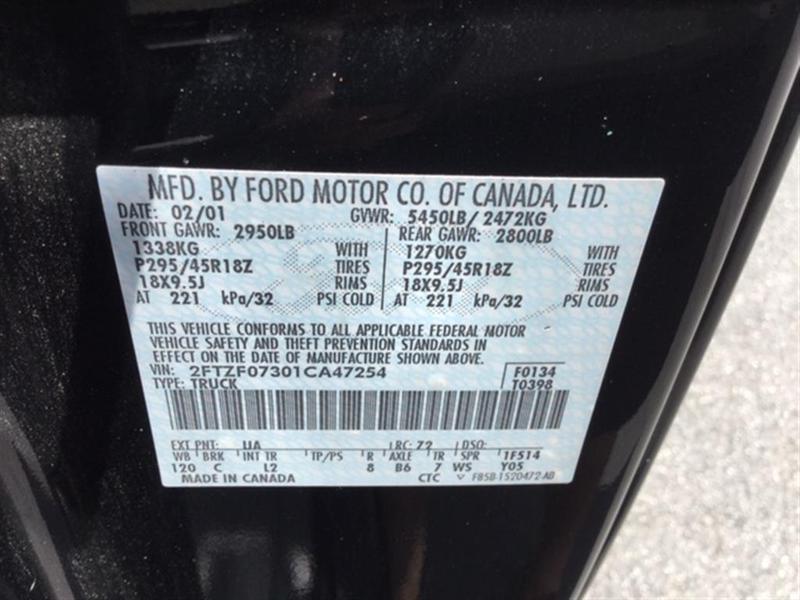 MFD. BY FORD MOTOR CO. OF CANADA, LTD.
DATE: 02/01 GVWR: 5450LB/ 2472KG
FRONT GAWR: 2950LB REAR GAWR: 2800LB
1338KG WITH 1270KG WITH
P295/45R18Z TIRES P295/45R18Z TIRES
18X9.5J RIMS 18X9.5J RIMS
AT 221 kPa/32 PSI COLD AT 221 kPa/32 PSI COLD
THIS VEHICLE CONFORMS TO ALL APPLICABLE FEDERAL MOTOR
VEHICLE SAFETY AND THEFT PREVENTION STANDARDS IN
EFFECT ON THE DATE OF MANUFACTURE SHOWN ABOVE.
VIN: 2FTZF07301CA47254 F0134
TYPE: TRUCK T0398
EXT PNT: UA RC: 72 DSO:
WB BRK INT TR TP/PS R AXLE TR SPR 1F514
120 C L2 8 B6 7 WS Y05
MADE IN CANADA CTC F85B-1520472-AB